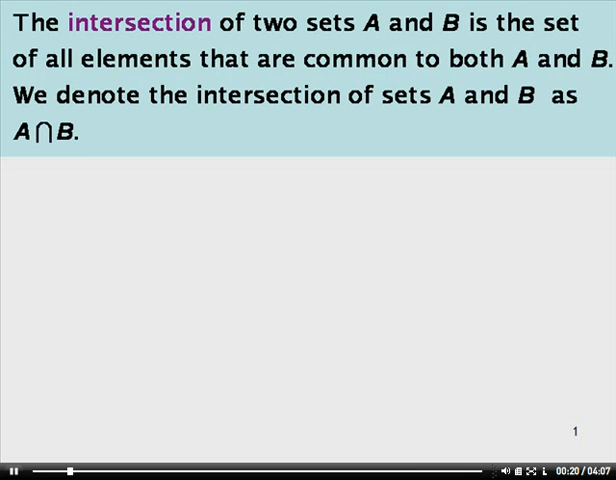 The intersection of two sets A and B is the set
of all elements that are common to both A and B.
We denote the intersection of sets A and B as
A∩B.
1
00:20 / 04:07